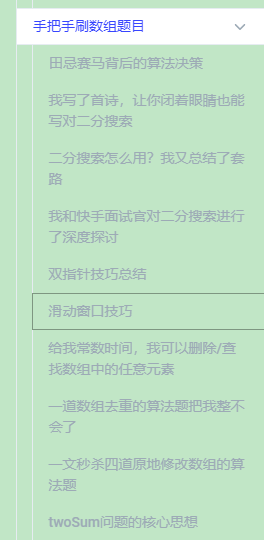 手把手刷数组题目
田忌赛马背后的算法决策
我写了首诗，让你闭着眼睛也能
写对二分搜索
二分搜索怎么用？我又总结了套
路
我和快手面试官对二分搜索进行
了深度探讨
双指针技巧总结
滑动窗口技巧
给我常数时间，我可以删除/查
找数组中的任意元素
一道数组去重的算法题把我整不
会了
一文秒杀四道原地修改数组的算
法题
twoSum问题的核心思想